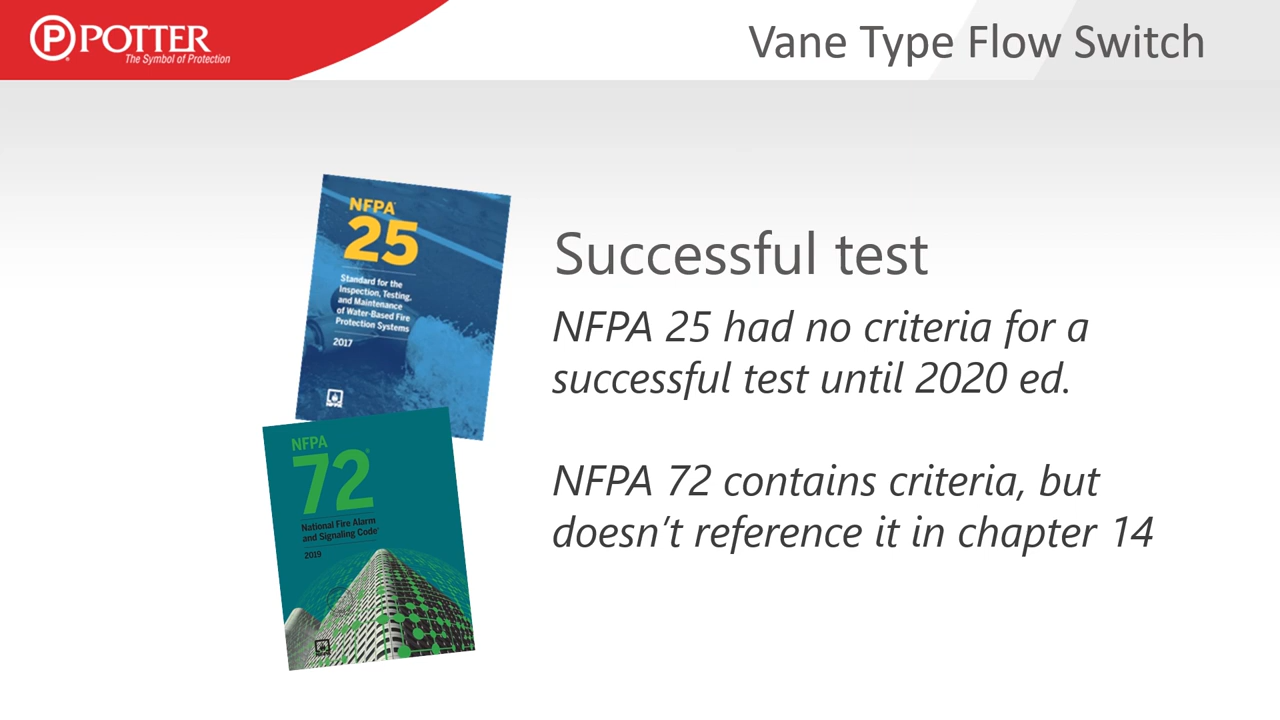 POTTER
The Symbol of Protection
Vane Type Flow Switch
NFPA
25
Standard for the
Inspection, Testing,
and Maintenance
of Water-Based Fire
Protection Systems
2017
NFPA
NFPA
72
National Fire Alarm
and Signaling Code
2019
Successful test
NFPA 25 had no criteria for a
successful test until 2020 ed.
NFPA 72 contains criteria, but
doesn’t reference it in chapter 14